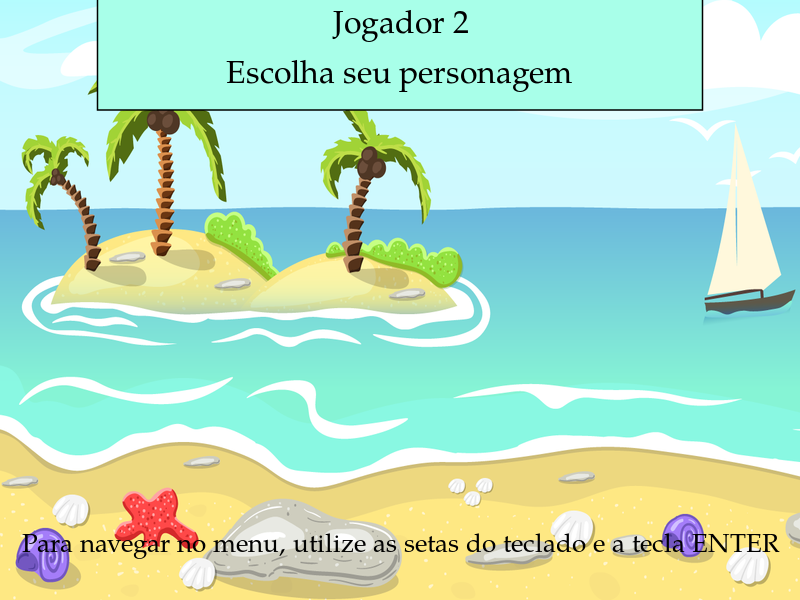 Jogador 2
Escolha seu personagem
Para navegar no menu, utilize as setas do teclado e a tecla ENTER